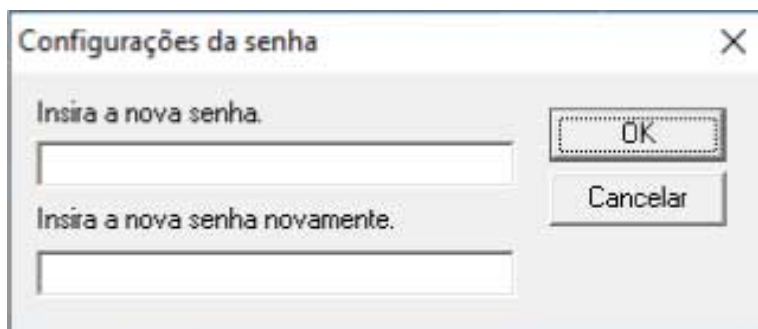 Configurações da senha
Insira a nova senha.
OK
Cancelar
Insira a nova senha novamente.